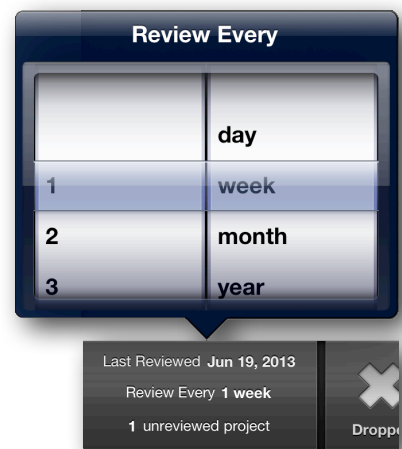 Review Every
day
1 week
2 month
3 year
Last Reviewed Jun 19, 2013
Review Every 1 week
1 unreviewed project
Droppe